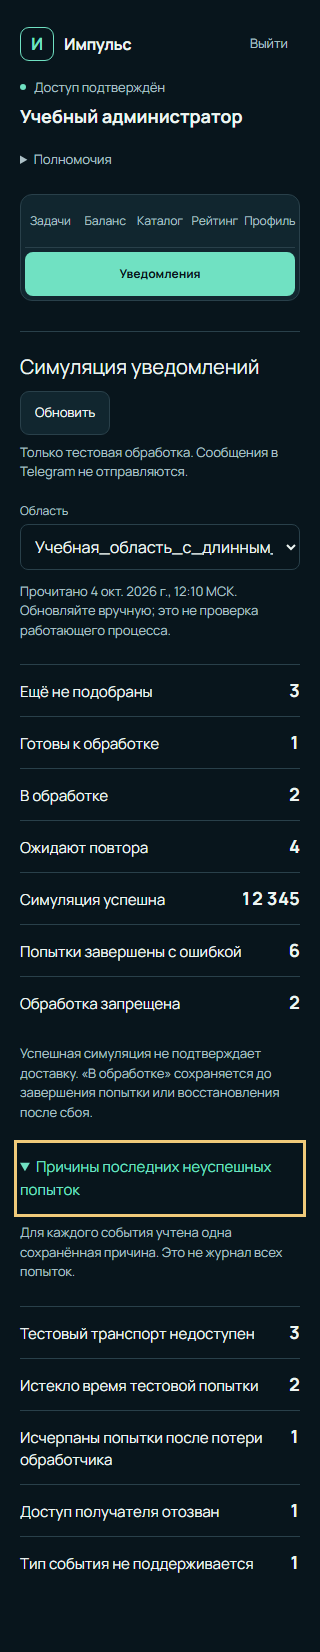 И Импульс Выйти
Доступ подтверждён
Учебный администратор
Полномочия
Задачи Баланс Каталог Рейтинг Профиль
Уведомления
Симуляция уведомлений
Обновить
Только тестовая обработка. Сообщения в
Telegram не отправляются.
Область
Учебная_область_с_длинным_
Прочитано 4 окт. 2026 г., 12:10 МСК.
Обновляйте вручную; это не проверка
работающего процесса.
Ещё не подобраны 3
Готовы к обработке 1
В обработке 2
Ожидают повтора 4
Симуляция успешна 12 345
Попытки завершены с ошибкой 6
Обработка запрещена 2
Успешная симуляция не подтверждает
доставку. «В обработке» сохраняется до
завершения попытки или восстановления
после сбоя.
Причины последних неуспешных
попыток
Для каждого события учтена одна
сохранённая причина. Это не журнал всех
попыток.
Тестовый транспорт недоступен 3
Истекло время тестовой попытки 2
Исчерпаны попытки после потери 1
обработчика
Доступ получателя отозван 1
Тип события не поддерживается 1